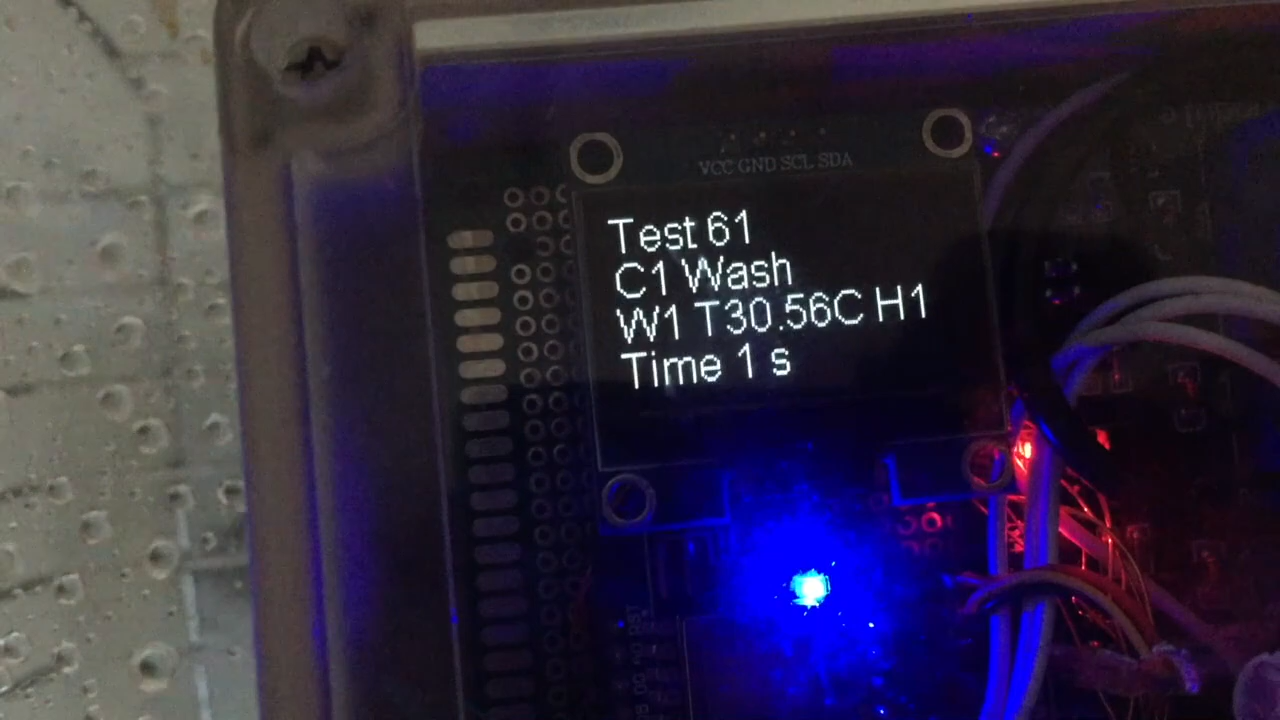 VCC GND SCL SDA
Test 61
C1 Wash
W1 T30.56C H1
Time 1 s